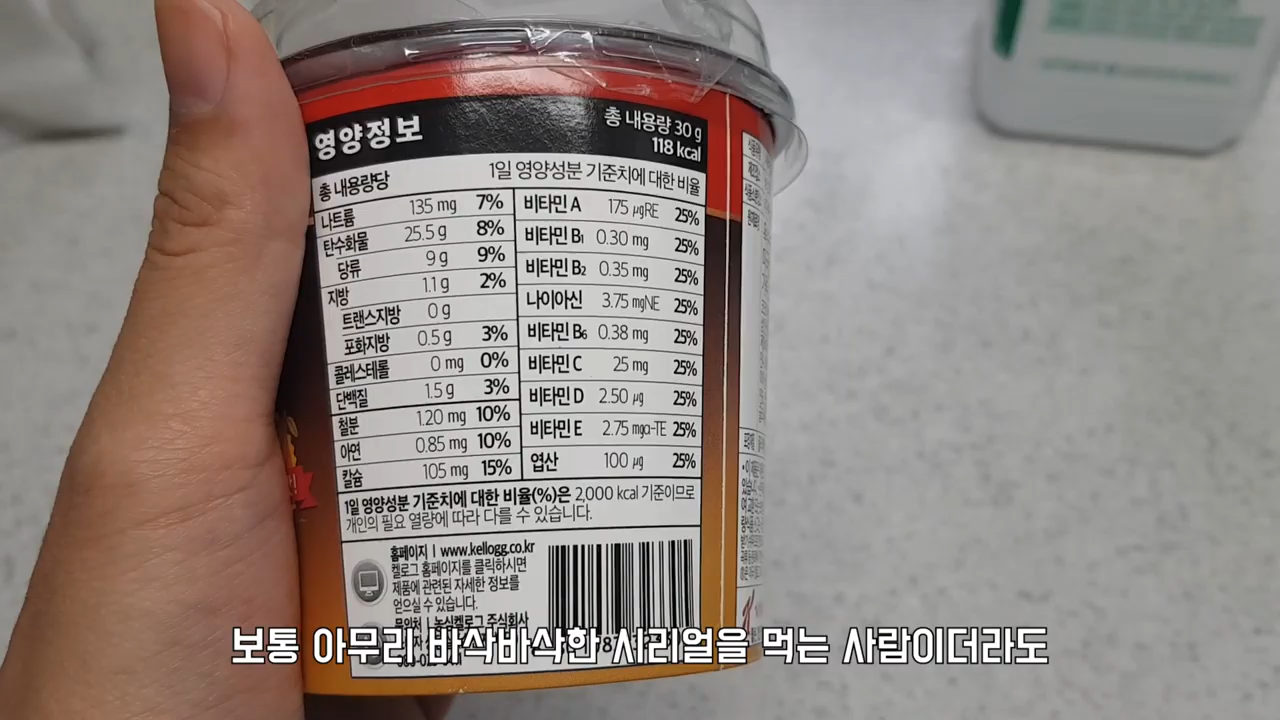 영양정보
총 내용량 30 g
118 kcal
총 내용량당
1일 영양성분 기준치에 대한 비율
나트륨 135 mg 7%
탄수화물 25.5 g 8%
당류 9 g 9%
지방 1.1 g 2%
트랜스지방 0 g
포화지방 0.5 g 3%
콜레스테롤 0 mg 0%
단백질 1.5 g 3%
철분 1.20 mg 10%
아연 0.85 mg 10%
칼슘 105 mg 15%
비타민 A 175 μgRE 25%
비타민 B1 0.30 mg 25%
비타민 B2 0.35 mg 25%
나이아신 3.75 mgNE 25%
비타민 B6 0.38 mg 25%
비타민 C 25 mg 25%
비타민 D 2.50 μg 25%
비타민 E 2.75 mgα-TE 25%
엽산 100 μg 25%
1일 영양성분 기준치에 대한 비율(%)은 2,000 kcal 기준이므로
개인의 필요 열량에 따라 다를 수 있습니다.
홈페이지 | www.kellogg.co.kr
켈로그 홈페이지를 클릭하시면
제품에 관련된 자세한 정보를
얻으실 수 있습니다.
문의처 | 농심켈로그 주식회사
보통 아무리 바삭바삭한 시리얼을 먹는 사람이더라도